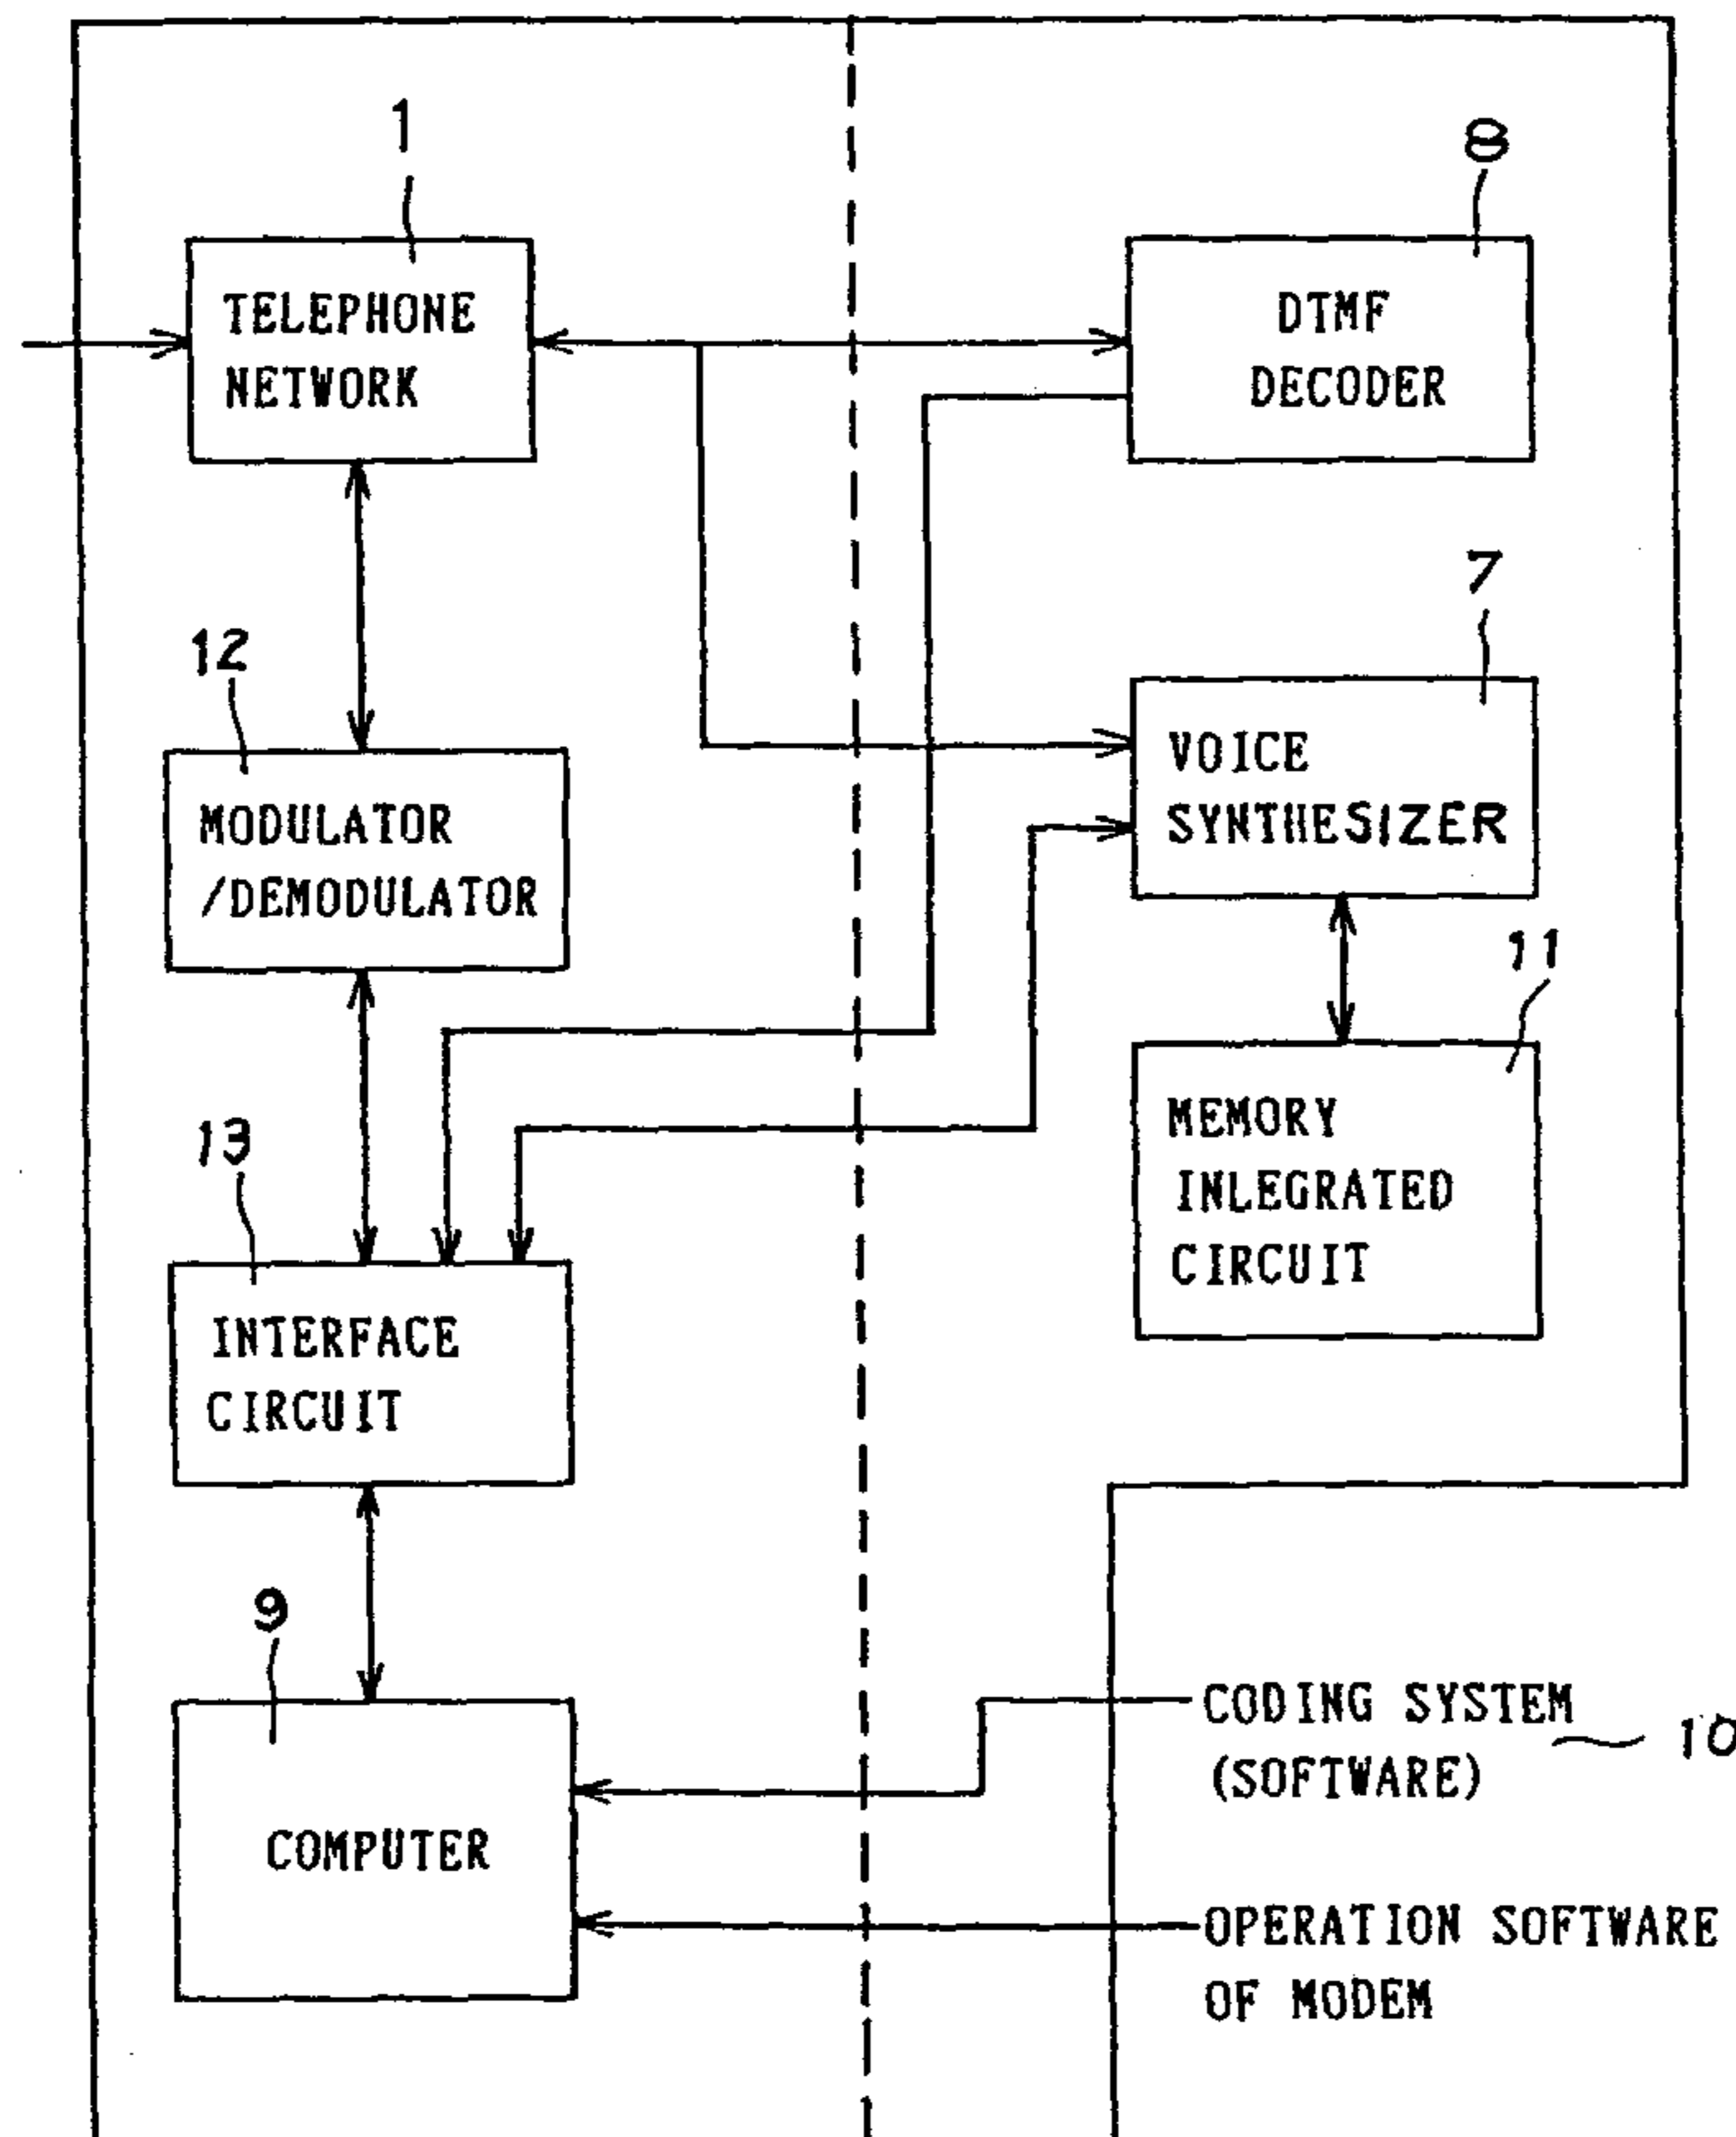 1
8
TELEPHONE
NETWORK
DTMF
DECODER
7
12
VOICE
SYNTHESIZER
MODULATOR
/DEMODULATOR
11
MEMORY
INLEGRATED
CIRCUIT
13
INTERFACE
CIRCUIT
9
CODING SYSTEM
(SOFTWARE)
10
COMPUTER
OPERATION SOFTWARE
OF MODEM